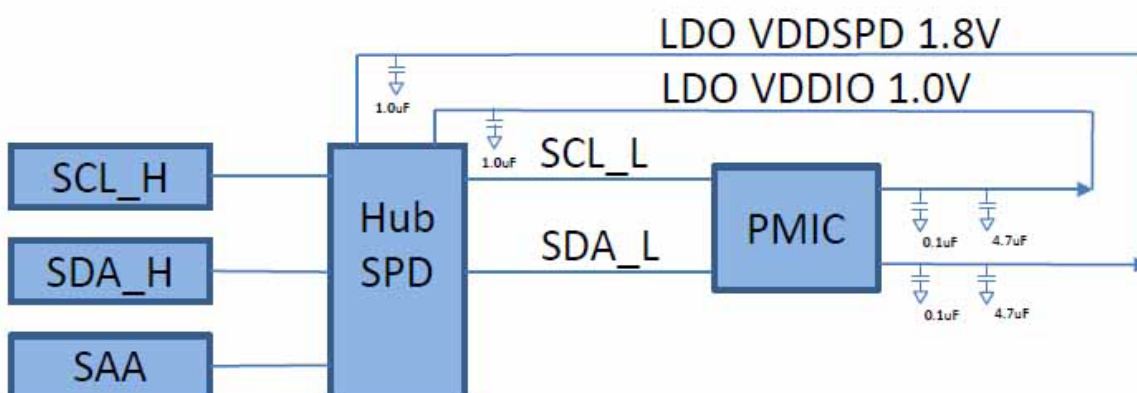 LDO VDDSPD 1.8V
1.0uF
LDO VDDIO 1.0V
1.0uF
SCL_H
SCL_L
Hub
SPD
PMIC
0.1uF
4.7uF
SDA_H
SDA_L
0.1uF
4.7uF
SAA